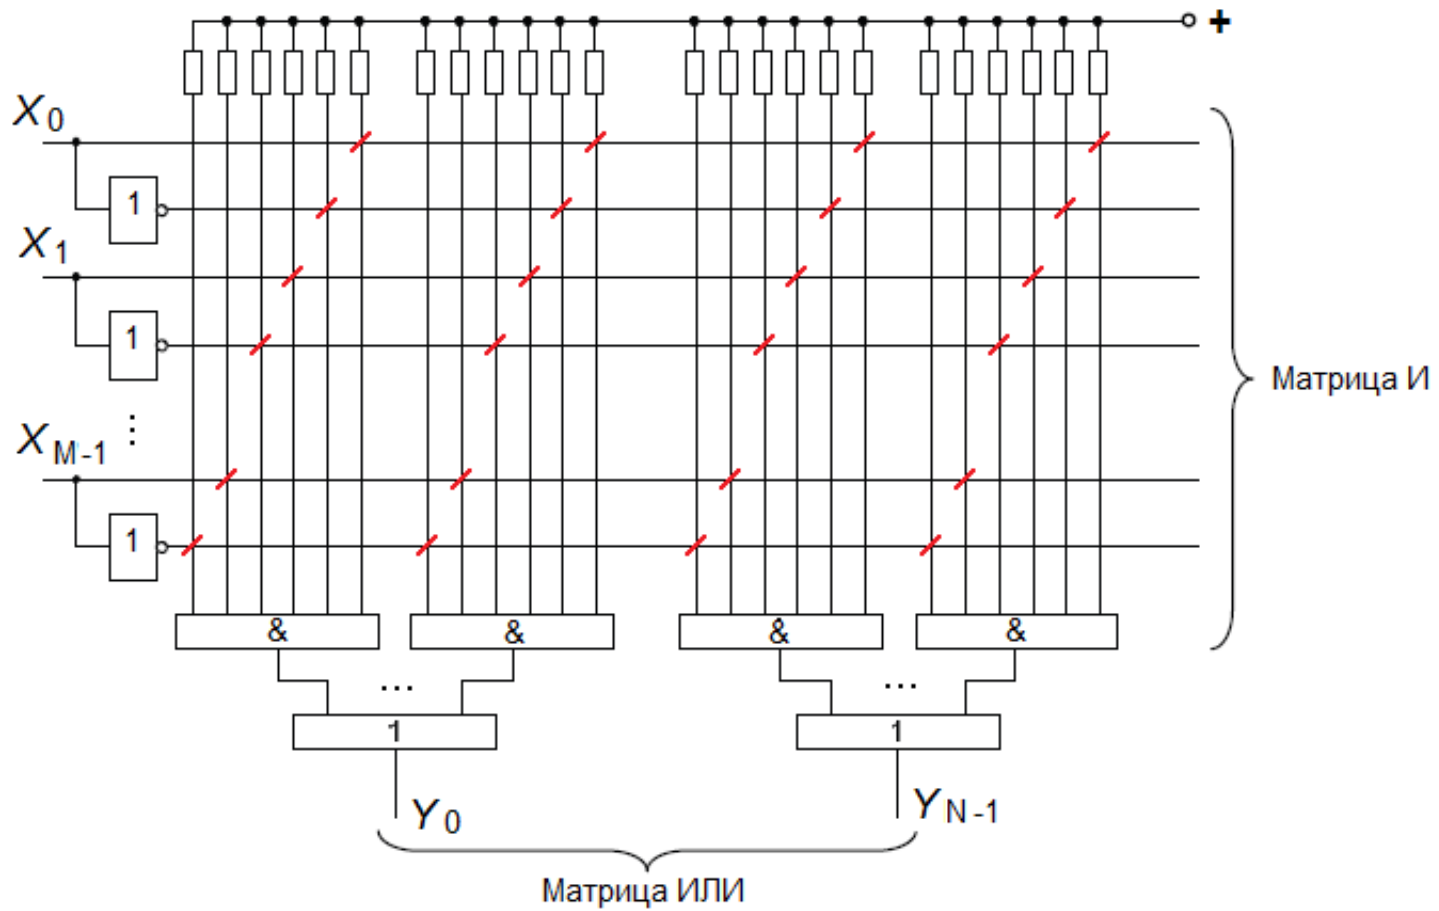 +
X0
1
X1
1
Матрица И
...
XM-1
1
& & & &
... ...
1 1
Y0 YN-1
Матрица ИЛИ